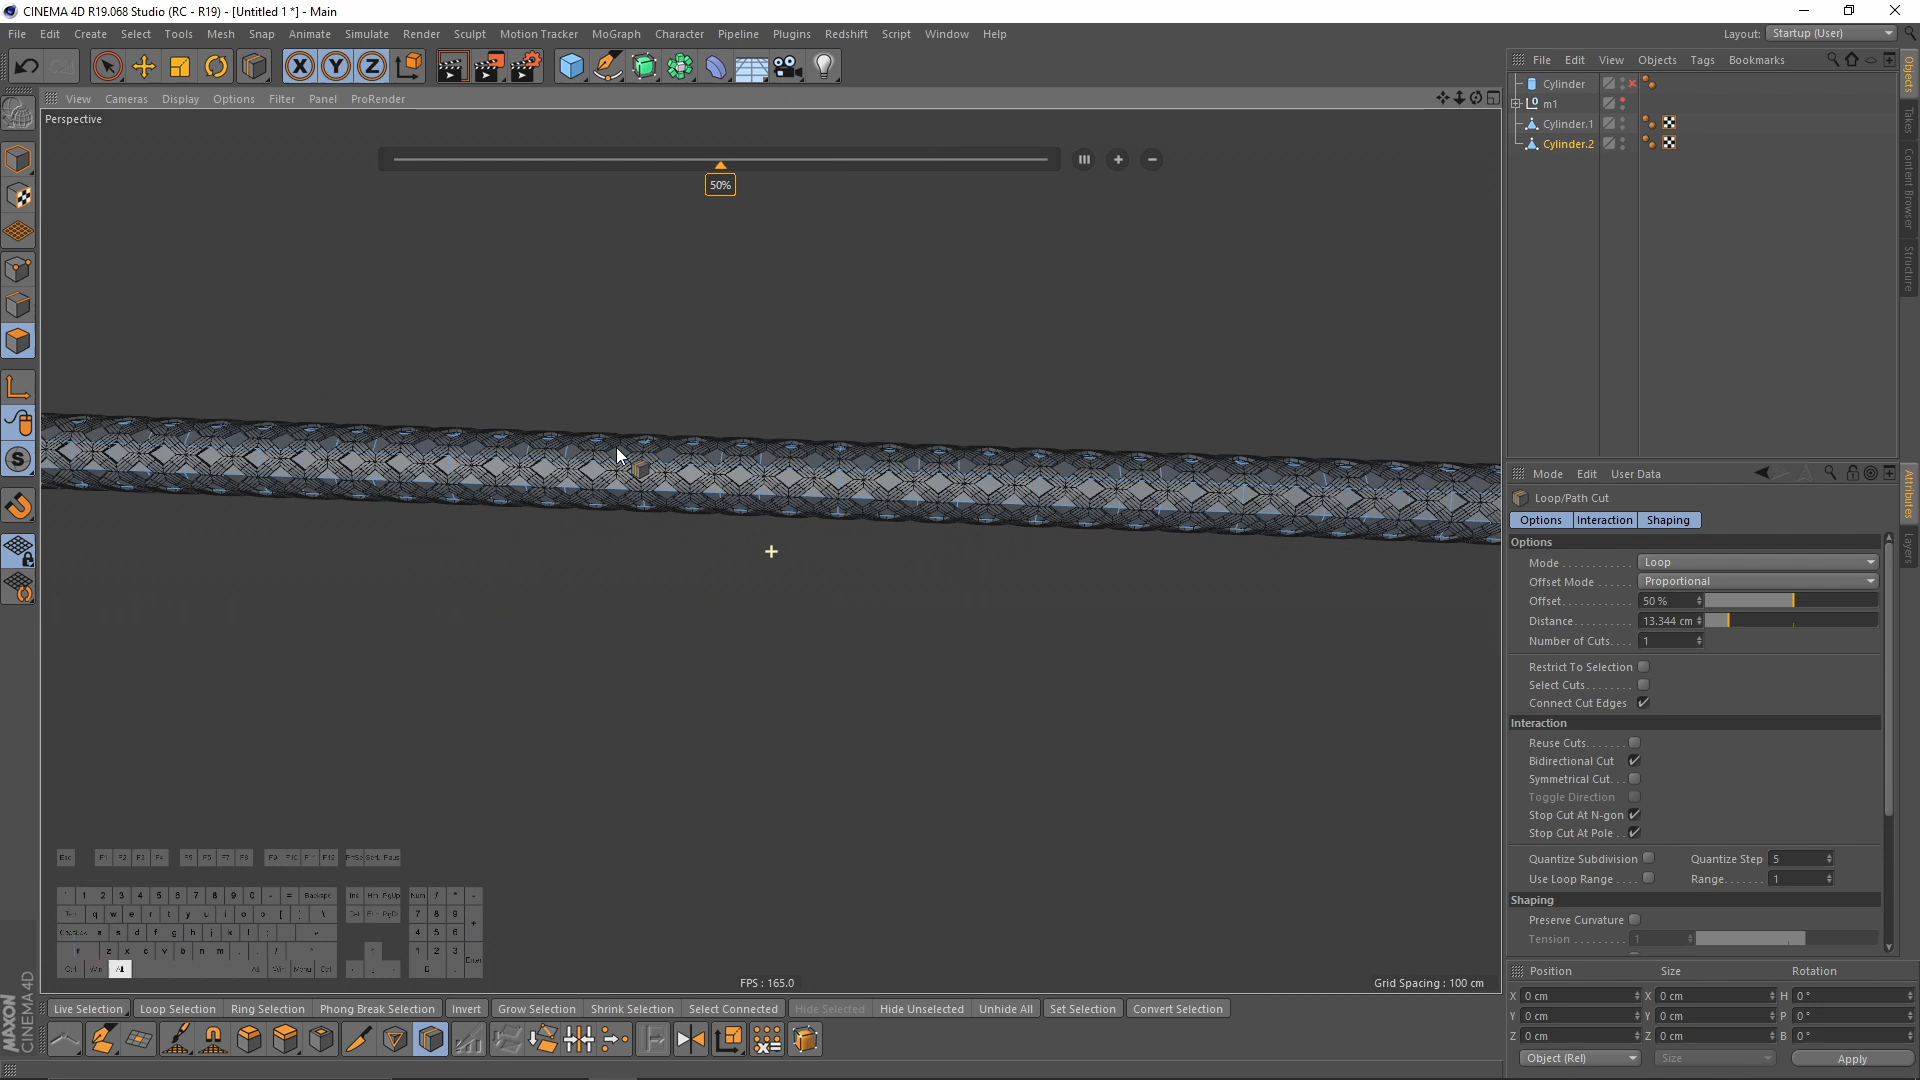 CINEMA 4D R19.068 Studio (RC - R19) - [Untitled 1 *] - Main
File Edit Create Select Tools Mesh Snap Animate Simulate Render Sculpt Motion Tracker MoGraph Character Pipeline Plugins Redshift Script Window Help
Layout: Startup (User)
File Edit View Objects Tags Bookmarks
Cylinder
m1
Cylinder.1
Cylinder.2
Objects
Takes
Content Browser
Structure
View Cameras Display Options Filter Panel ProRender
Perspective
50%
Mode Edit User Data
Loop/Path Cut
Options Interaction Shaping
Options
Mode Loop
Offset Mode Proportional
Offset 50 %
Distance 13.344 cm
Number of Cuts 1
Restrict To Selection
Select Cuts
Connect Cut Edges
Interaction
Reuse Cuts
Bidirectional Cut
Symmetrical Cut
Toggle Direction
Stop Cut At N-gon
Stop Cut At Pole
Quantize Subdivision Quantize Step 5
Use Loop Range Range 1
Shaping
Preserve Curvature
Tension 1
Attributes
Layers
FPS : 165.0
Grid Spacing : 100 cm
Live Selection Loop Selection Ring Selection Phong Break Selection Invert Grow Selection Shrink Selection Select Connected Hide Selected Hide Unselected Unhide All Set Selection Convert Selection
Position Size Rotation
X 0 cm X 0 cm H 0 °
Y 0 cm Y 0 cm P 0 °
Z 0 cm Z 0 cm B 0 °
Object (Rel) Size Apply
MAXON
CINEMA 4D